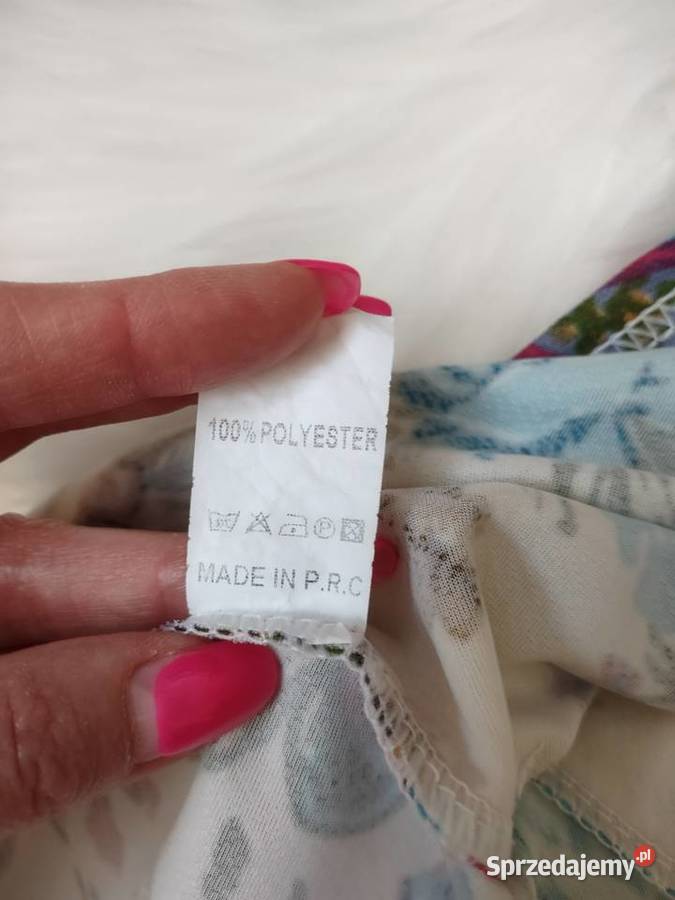 100% POLYESTER
P
MADE IN P.R.C
Sprzedajemy.pl